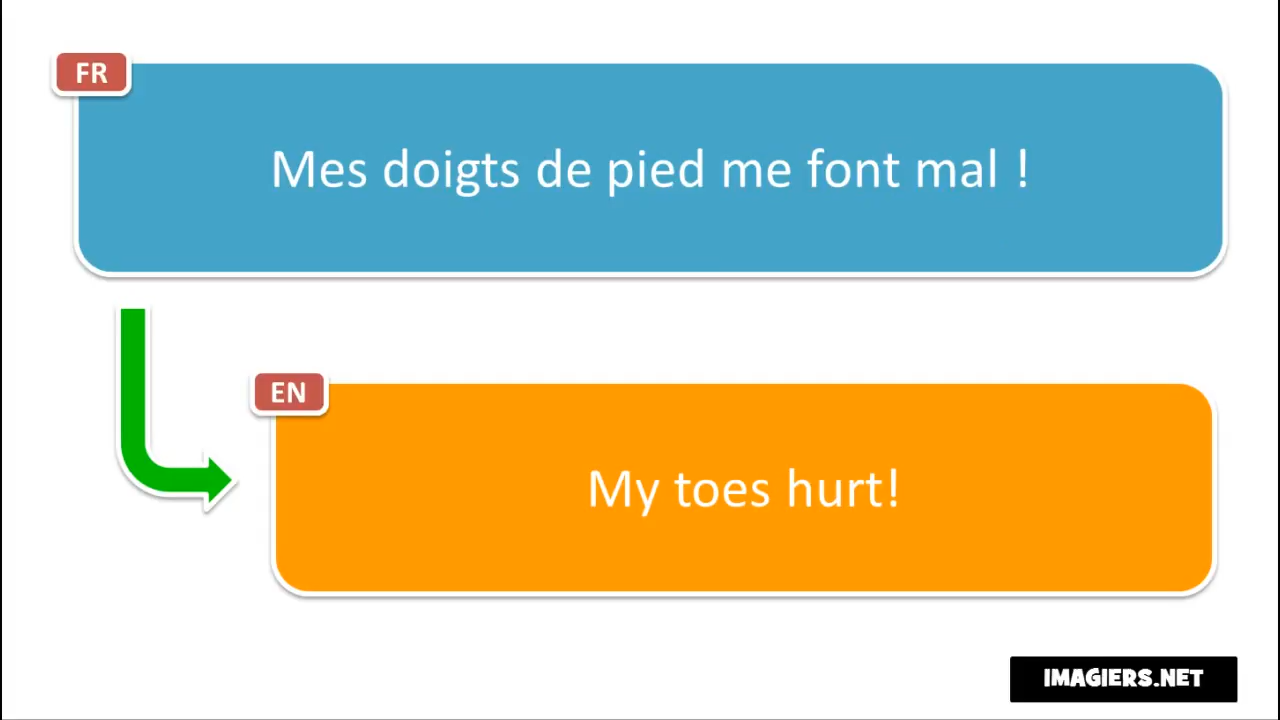 FR
Mes doigts de pied me font mal !
EN
My toes hurt!
IMAGIERS.NET